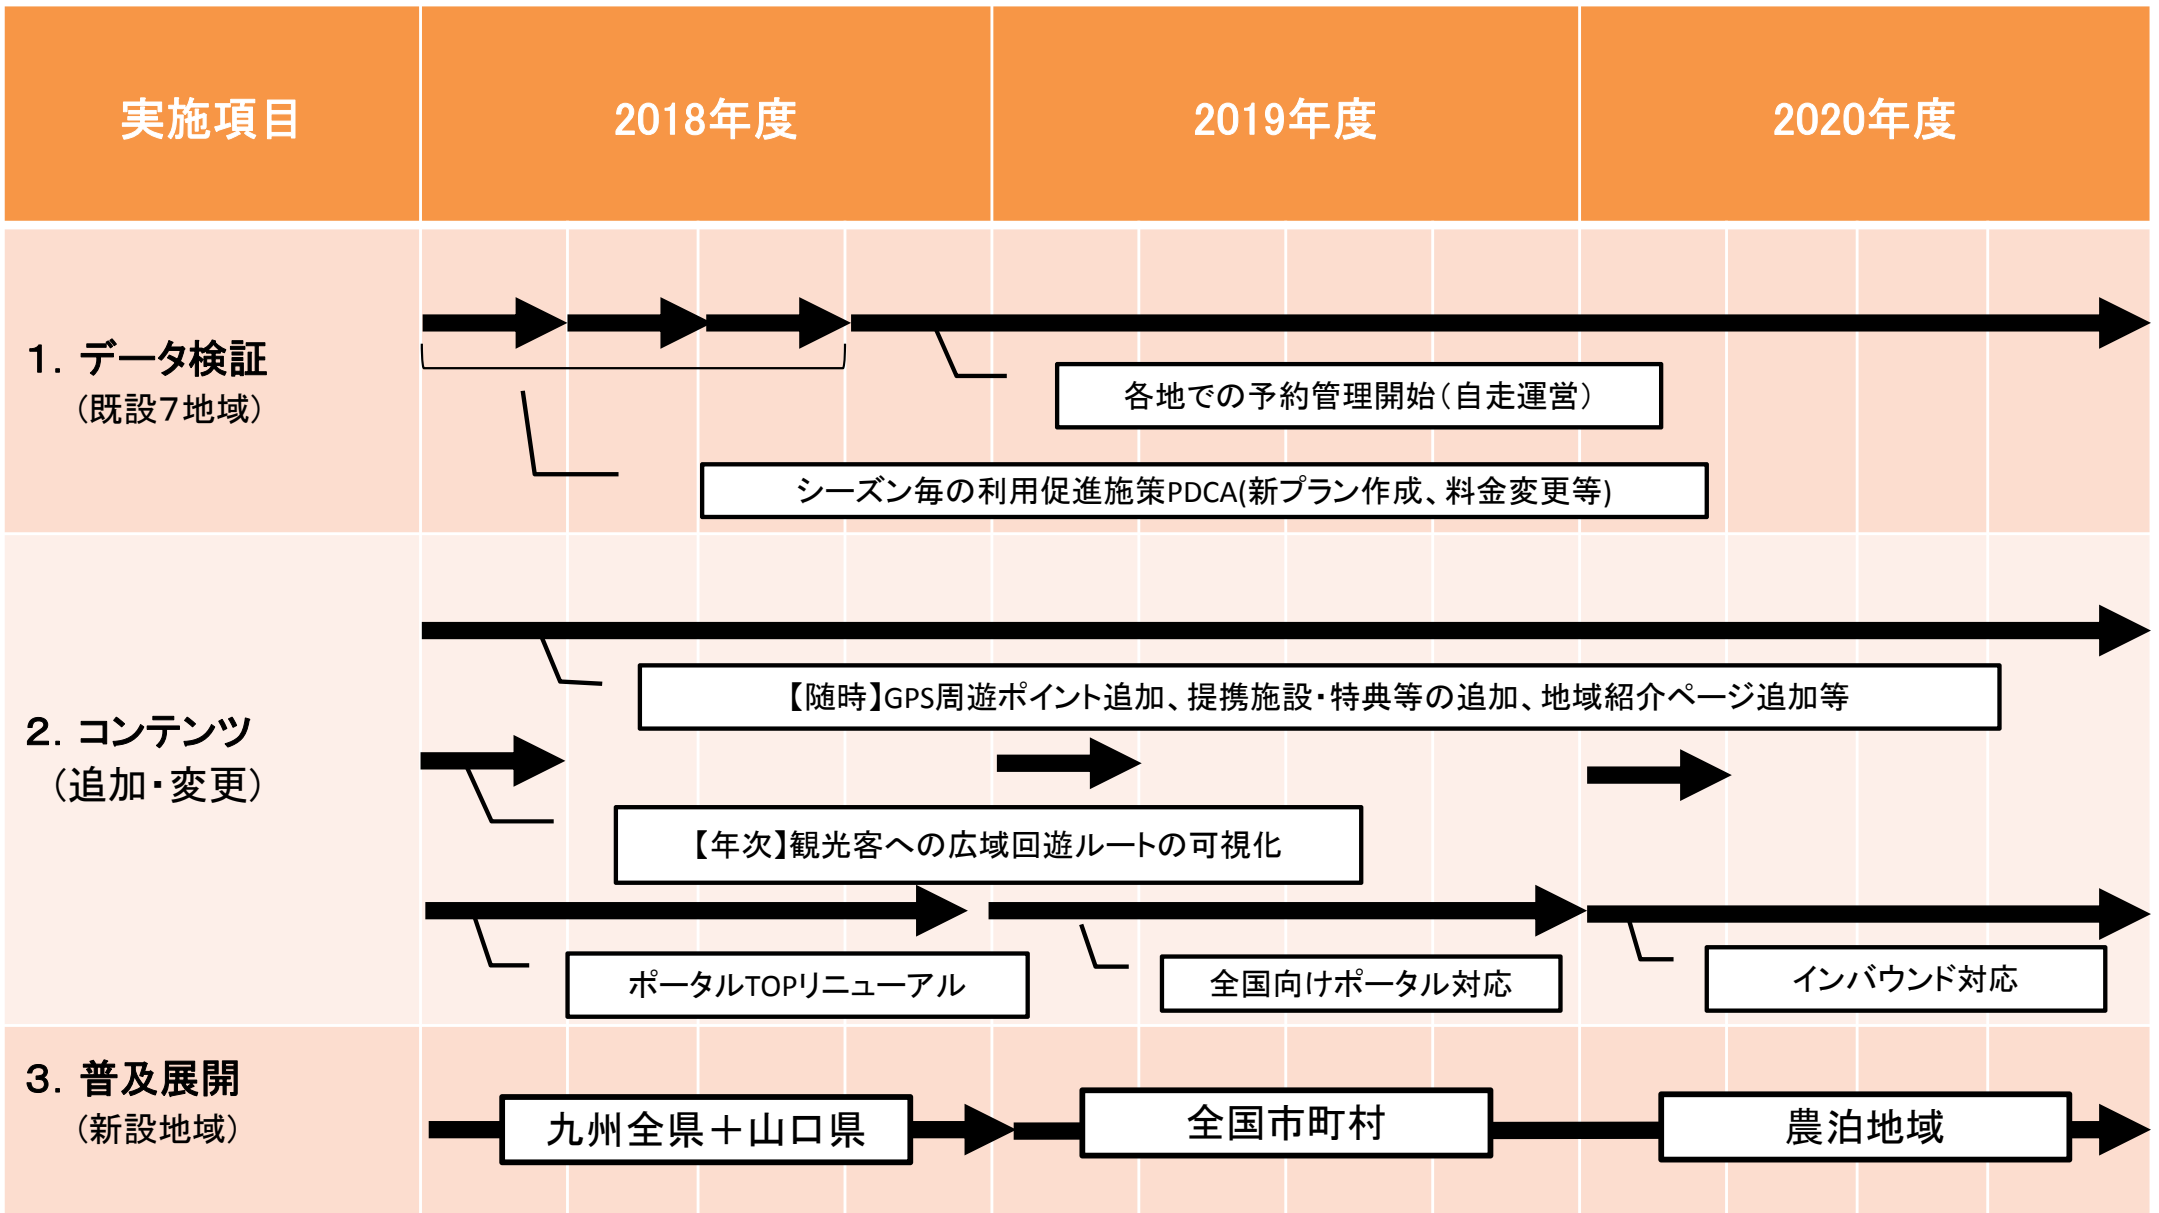 実施項目
2018年度
2019年度
2020年度
１．データ検証
（既設７地域）
各地での予約管理開始（自走運営）
シーズン毎の利用促進施策PDCA(新プラン作成、料金変更等)
２．コンテンツ
（追加・変更）
【随時】GPS周遊ポイント追加、提携施設・特典等の追加、地域紹介ページ追加等
【年次】観光客への広域回遊ルートの可視化
ポータルTOPリニューアル
全国向けポータル対応
インバウンド対応
３．普及展開
（新設地域）
九州全県＋山口県
全国市町村
農泊地域